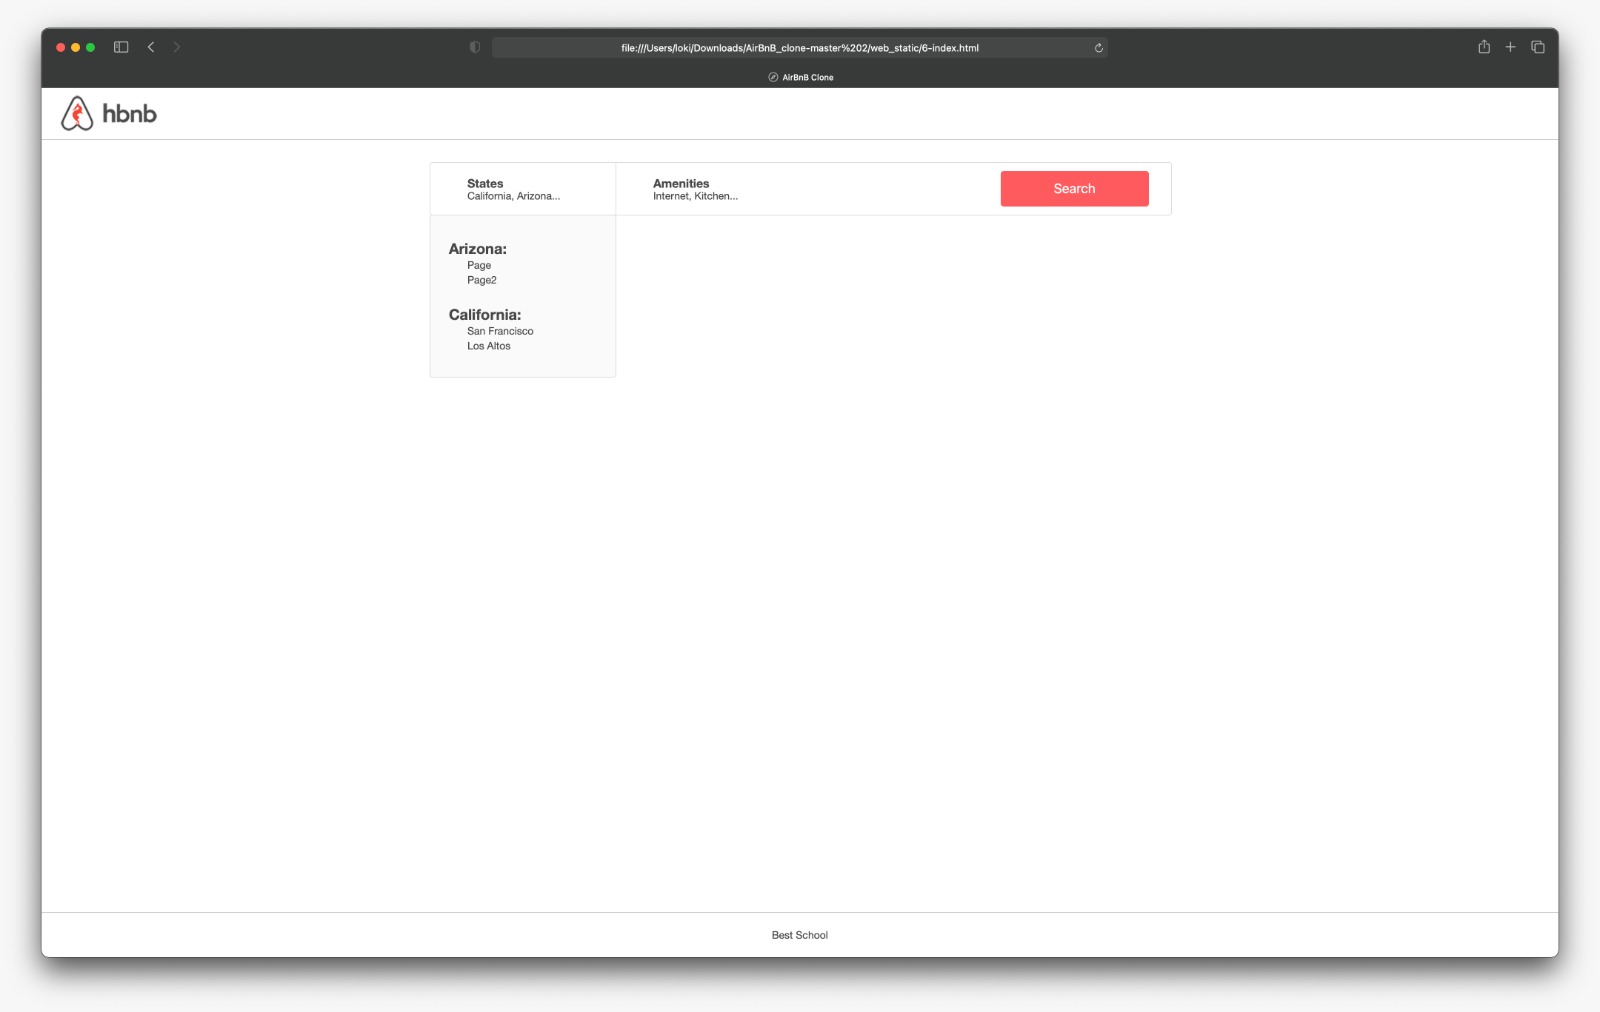 file:///Users/loki/Downloads/AirBnB_clone-master%202/web_static/6-index.html
AirBnB Clone
hbnb
States
California, Arizona...
Amenities
Internet, Kitchen...
Search
Arizona:
Page
Page2
California:
San Francisco
Los Altos
Best School